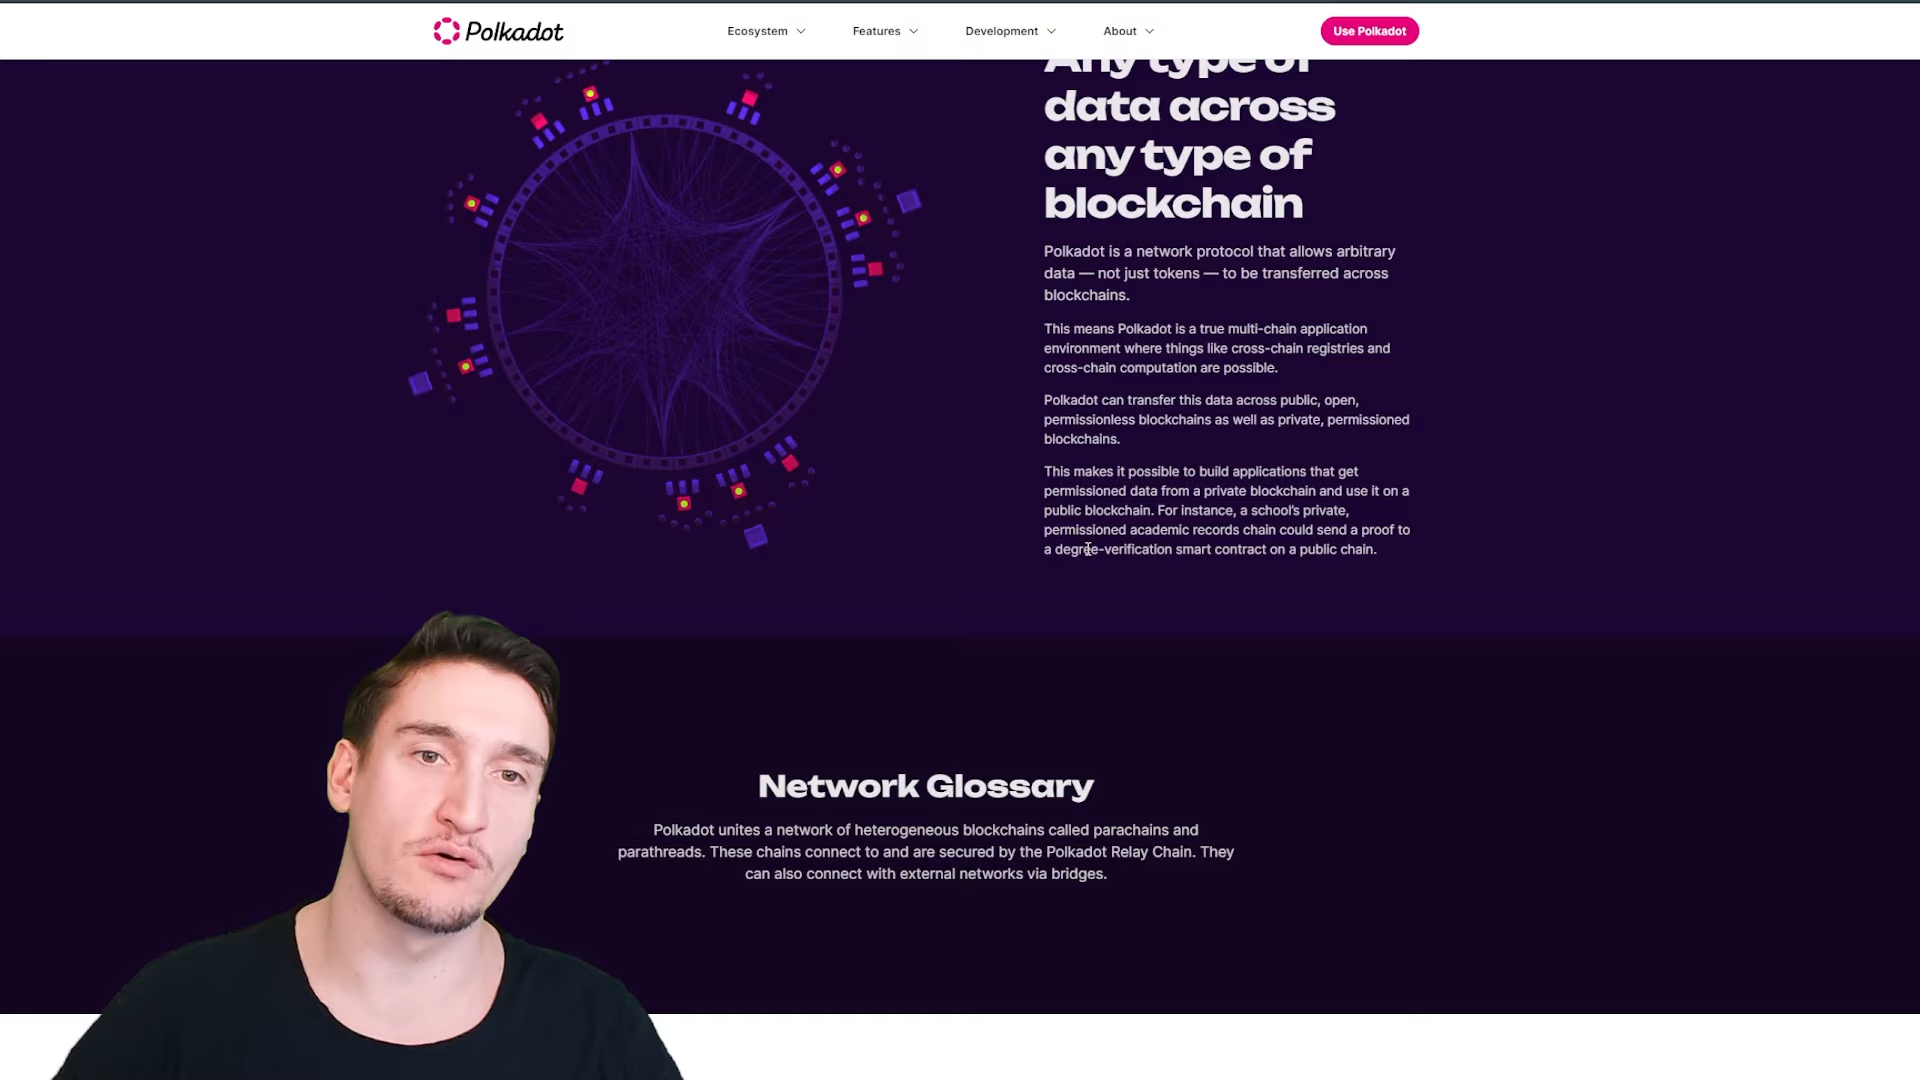 Polkadot
Ecosystem
Features
Development
About
Use Polkadot
Any type of
data across
any type of
blockchain
Polkadot is a network protocol that allows arbitrary
data — not just tokens — to be transferred across
blockchains.
This means Polkadot is a true multi-chain application
environment where things like cross-chain registries and
cross-chain computation are possible.
Polkadot can transfer this data across public, open,
permissionless blockchains as well as private, permissioned
blockchains.
This makes it possible to build applications that get
permissioned data from a private blockchain and use it on a
public blockchain. For instance, a school's private,
permissioned academic records chain could send a proof to
a degree-verification smart contract on a public chain.
Network Glossary
Polkadot unites a network of heterogeneous blockchains called parachains and
parathreads. These chains connect to and are secured by the Polkadot Relay Chain. They
can also connect with external networks via bridges.